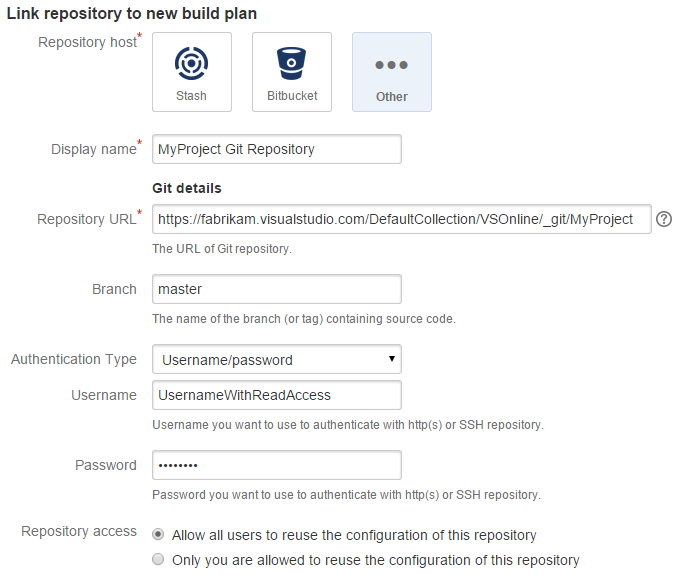 Link repository to new build plan
Repository host*
Stash
Bitbucket
Other
Display name*
MyProject Git Repository
Git details
Repository URL*
https://fabrikam.visualstudio.com/DefaultCollection/VSOnline/_git/MyProject
?
The URL of Git repository.
Branch
master
The name of the branch (or tag) containing source code.
Authentication Type
Username/password
Username
UsernameWithReadAccess
Username you want to use to authenticate with http(s) or SSH repository.
Password
••••••••
Password you want to use to authenticate with http(s) or SSH repository.
Repository access
Allow all users to reuse the configuration of this repository
Only you are allowed to reuse the configuration of this repository